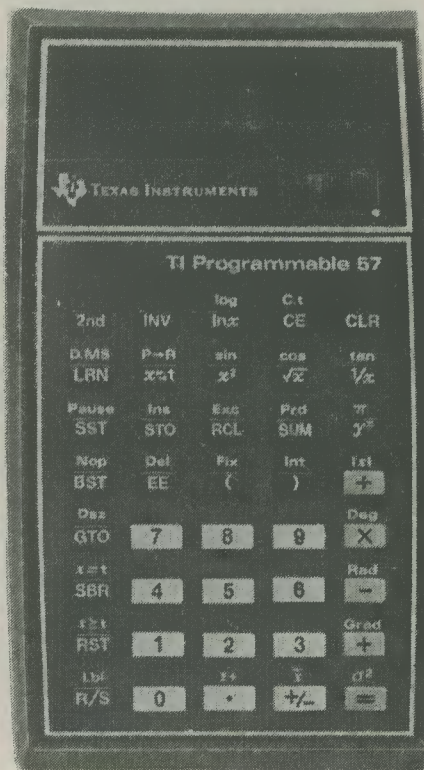 TEXAS INSTRUMENTS
TI Programmable 57
log C.t
2nd INV lnx CE CLR
D.MS P→R sin cos tan
LRN x⇄t x² √x 1/x
Pause Ins Exc Prd π
SST STO RCL SUM yˣ
Nop Del Fix Int |x|
BST EE ( ) ÷
Dsz Deg
GTO 7 8 9 X
x=t Rad
SBR 4 5 6 −
x≥t Grad
RST 1 2 3 +
Lbl Σ+ x̄ σ²
R/S 0 . +/− =